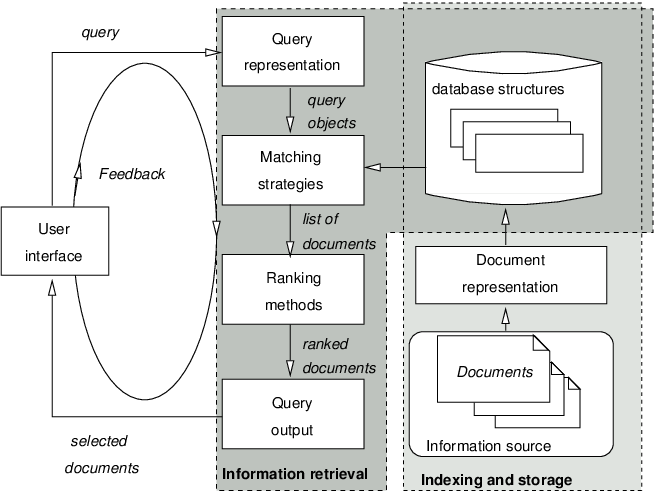 query
Query
representation
query
objects
database structures
Feedback
Matching
strategies
list of
documents
User
interface
Ranking
methods
Document
representation
ranked
documents
Documents
Query
output
selected
documents
Information source
Information retrieval
Indexing and storage